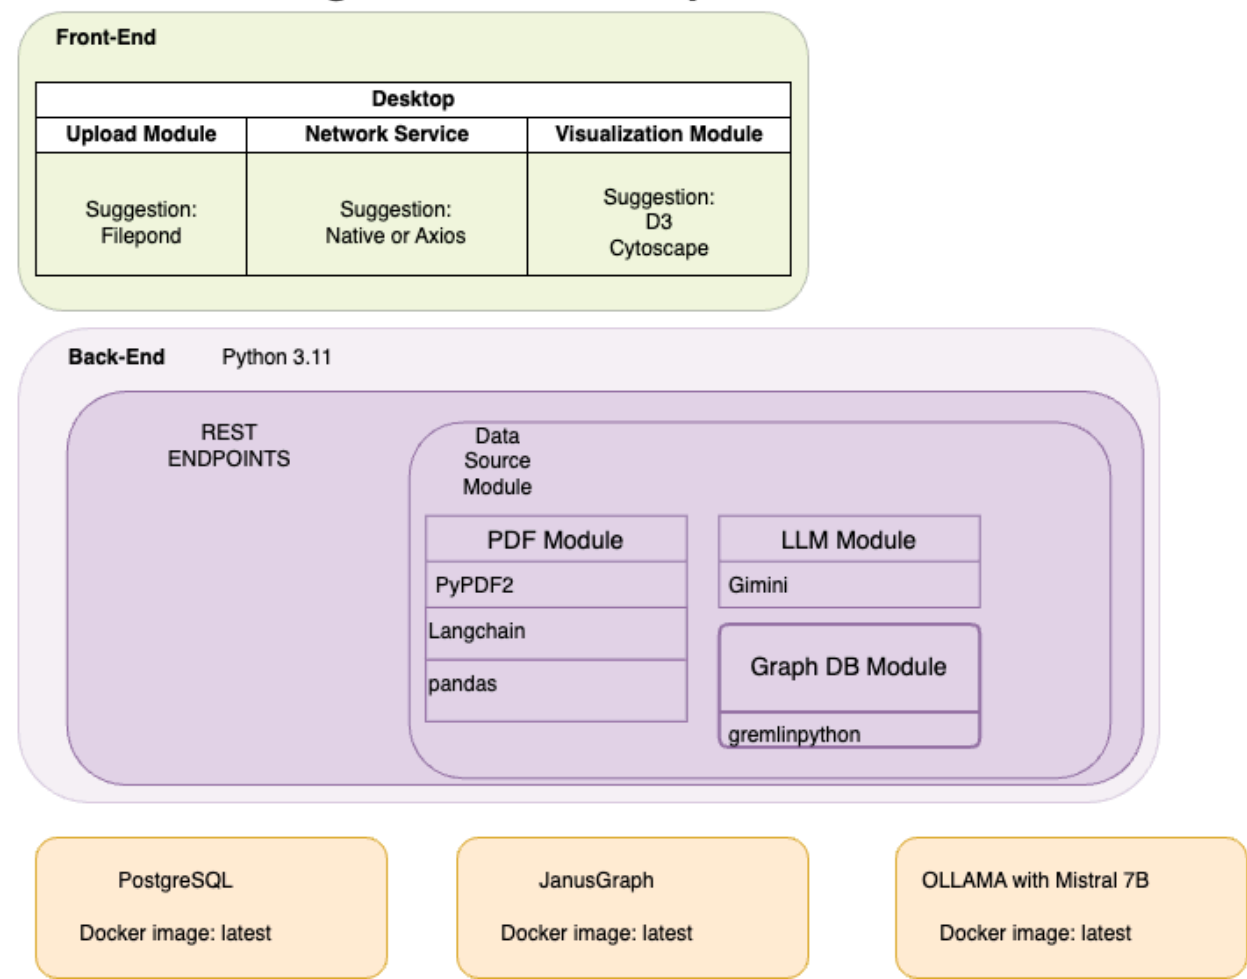 Front-End
Desktop
Upload Module
Network Service
Visualization Module
Suggestion:
Filepond
Suggestion:
Native or Axios
Suggestion:
D3
Cytoscape
Back-End
Python 3.11
REST
ENDPOINTS
Data
Source
Module
PDF Module
PyPDF2
Langchain
pandas
LLM Module
Gimini
Graph DB Module
gremlinpython
PostgreSQL
Docker image: latest
JanusGraph
Docker image: latest
OLLAMA with Mistral 7B
Docker image: latest